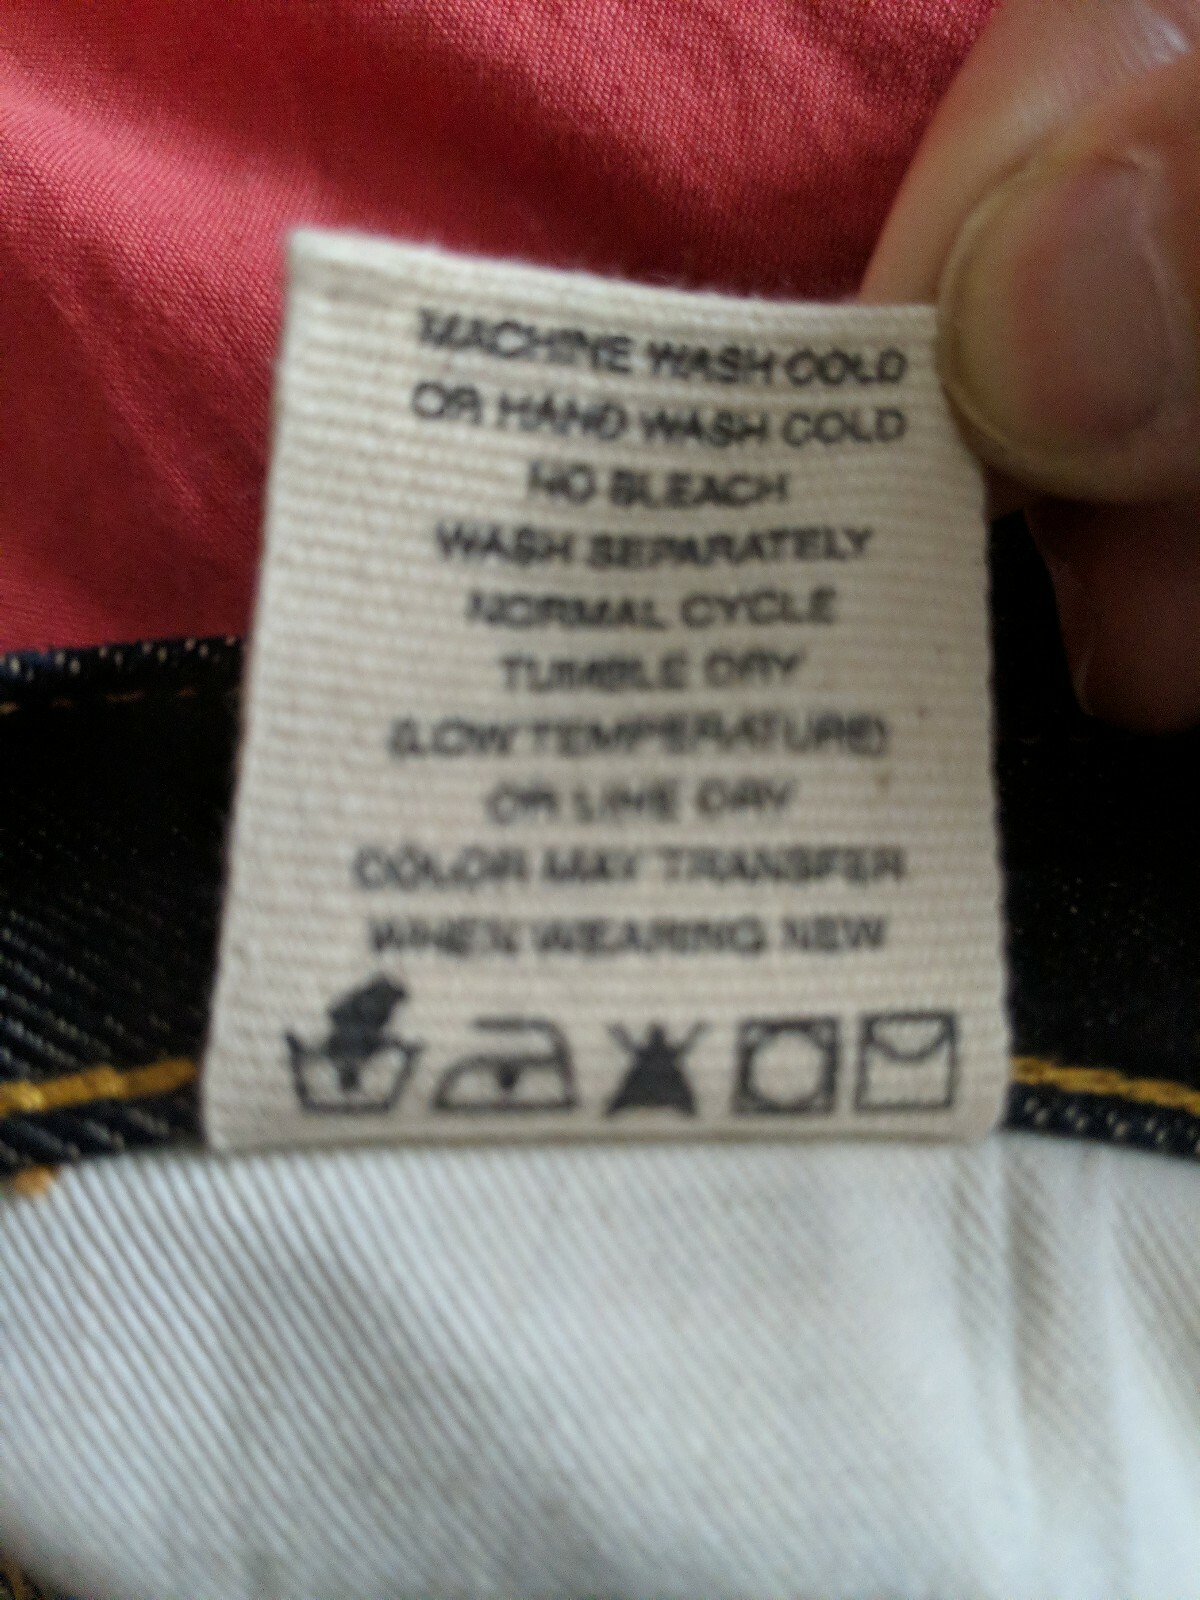 MACHINE WASH COLD
OR HAND WASH COLD
NO BLEACH
WASH SEPARATELY
NORMAL CYCLE
TUMBLE DRY
(LOW TEMPERATURE)
OR LINE DRY
COLOR MAY TRANSFER
WHEN WEARING NEW